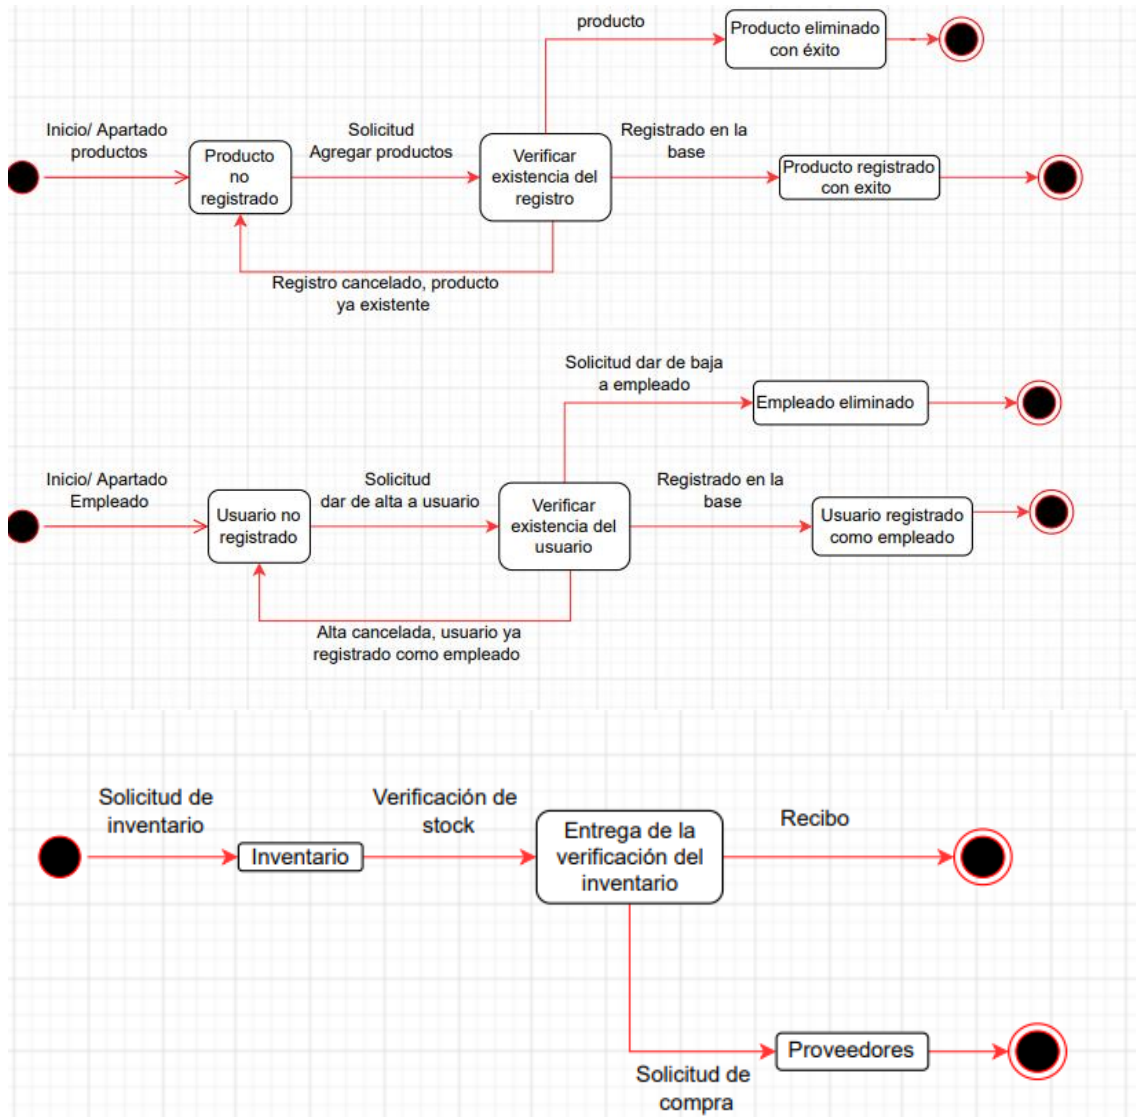 producto
Producto eliminado
con éxito
Inicio/ Apartado
productos
Producto
no
registrado
Solicitud
Agregar productos
Verificar
existencia del
registro
Registrado en la
base
Producto registrado
con exito
Registro cancelado, producto
ya existente
Solicitud dar de baja
a empleado
Empleado eliminado
Inicio/ Apartado
Empleado
Usuario no
registrado
Solicitud
dar de alta a usuario
Verificar
existencia del
usuario
Registrado en la
base
Usuario registrado
como empleado
Alta cancelada, usuario ya
registrado como empleado
Solicitud de
inventario
Inventario
Verificación de
stock
Entrega de la
verificación del
inventario
Recibo
Solicitud de
compra
Proveedores